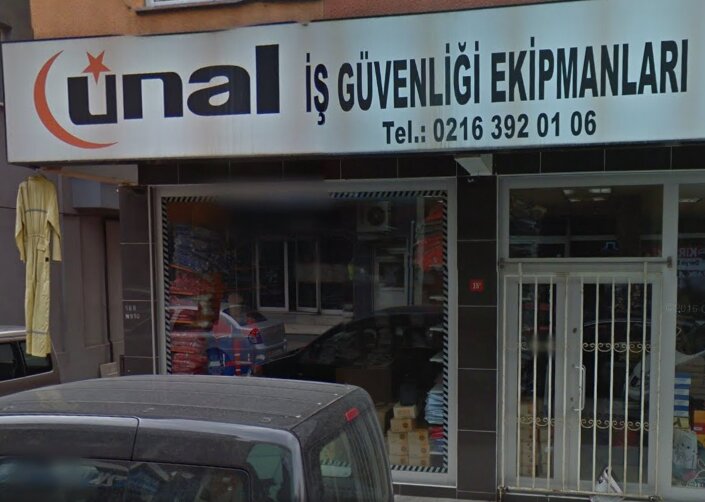 ünal İŞ GÜVENLİĞİ EKİPMANLARI
Tel.: 0216 392 01 06